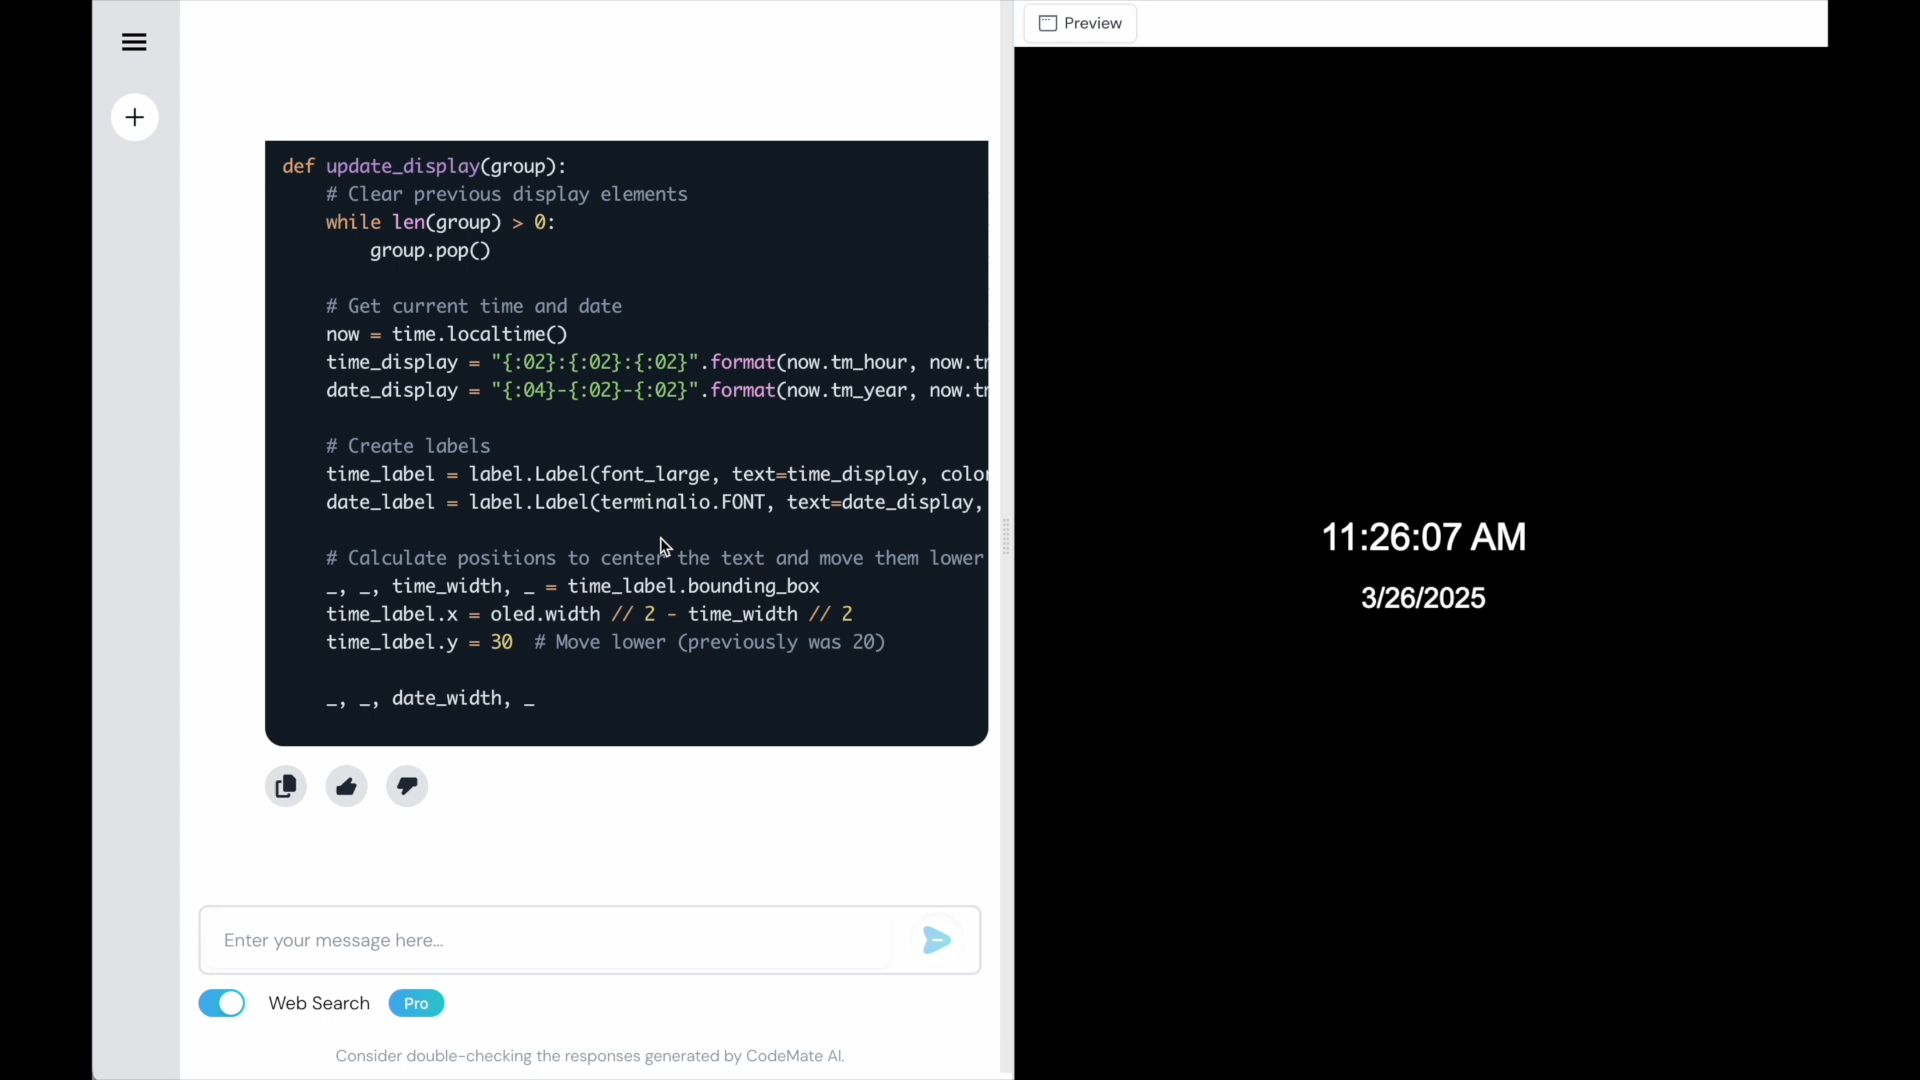 Preview
def update_display(group):
# Clear previous display elements
while len(group) > 0:
group.pop()
# Get current time and date
now = time.localtime()
time_display = "{:02}:{:02}:{:02}".format(now.tm_hour, now.
date_display = "{:04}-{:02}-{:02}".format(now.tm_year, now.
# Create labels
time_label = label.Label(font_large, text=time_display,
date_label = label.Label(terminalio.FONT, text=date_display,
# Calculate positions to center the text and move them lower
_, _, time_width, _ = time_label.bounding_box
time_label.x = oled.width // 2 - time_width // 2
time_label.y = 30  # Move lower (previously was 20)
_, _, date_width, _
11:26:07 AM
3/26/2025
Enter your message here...
Web Search Pro
Consider double-checking the responses generated by CodeMate AI.